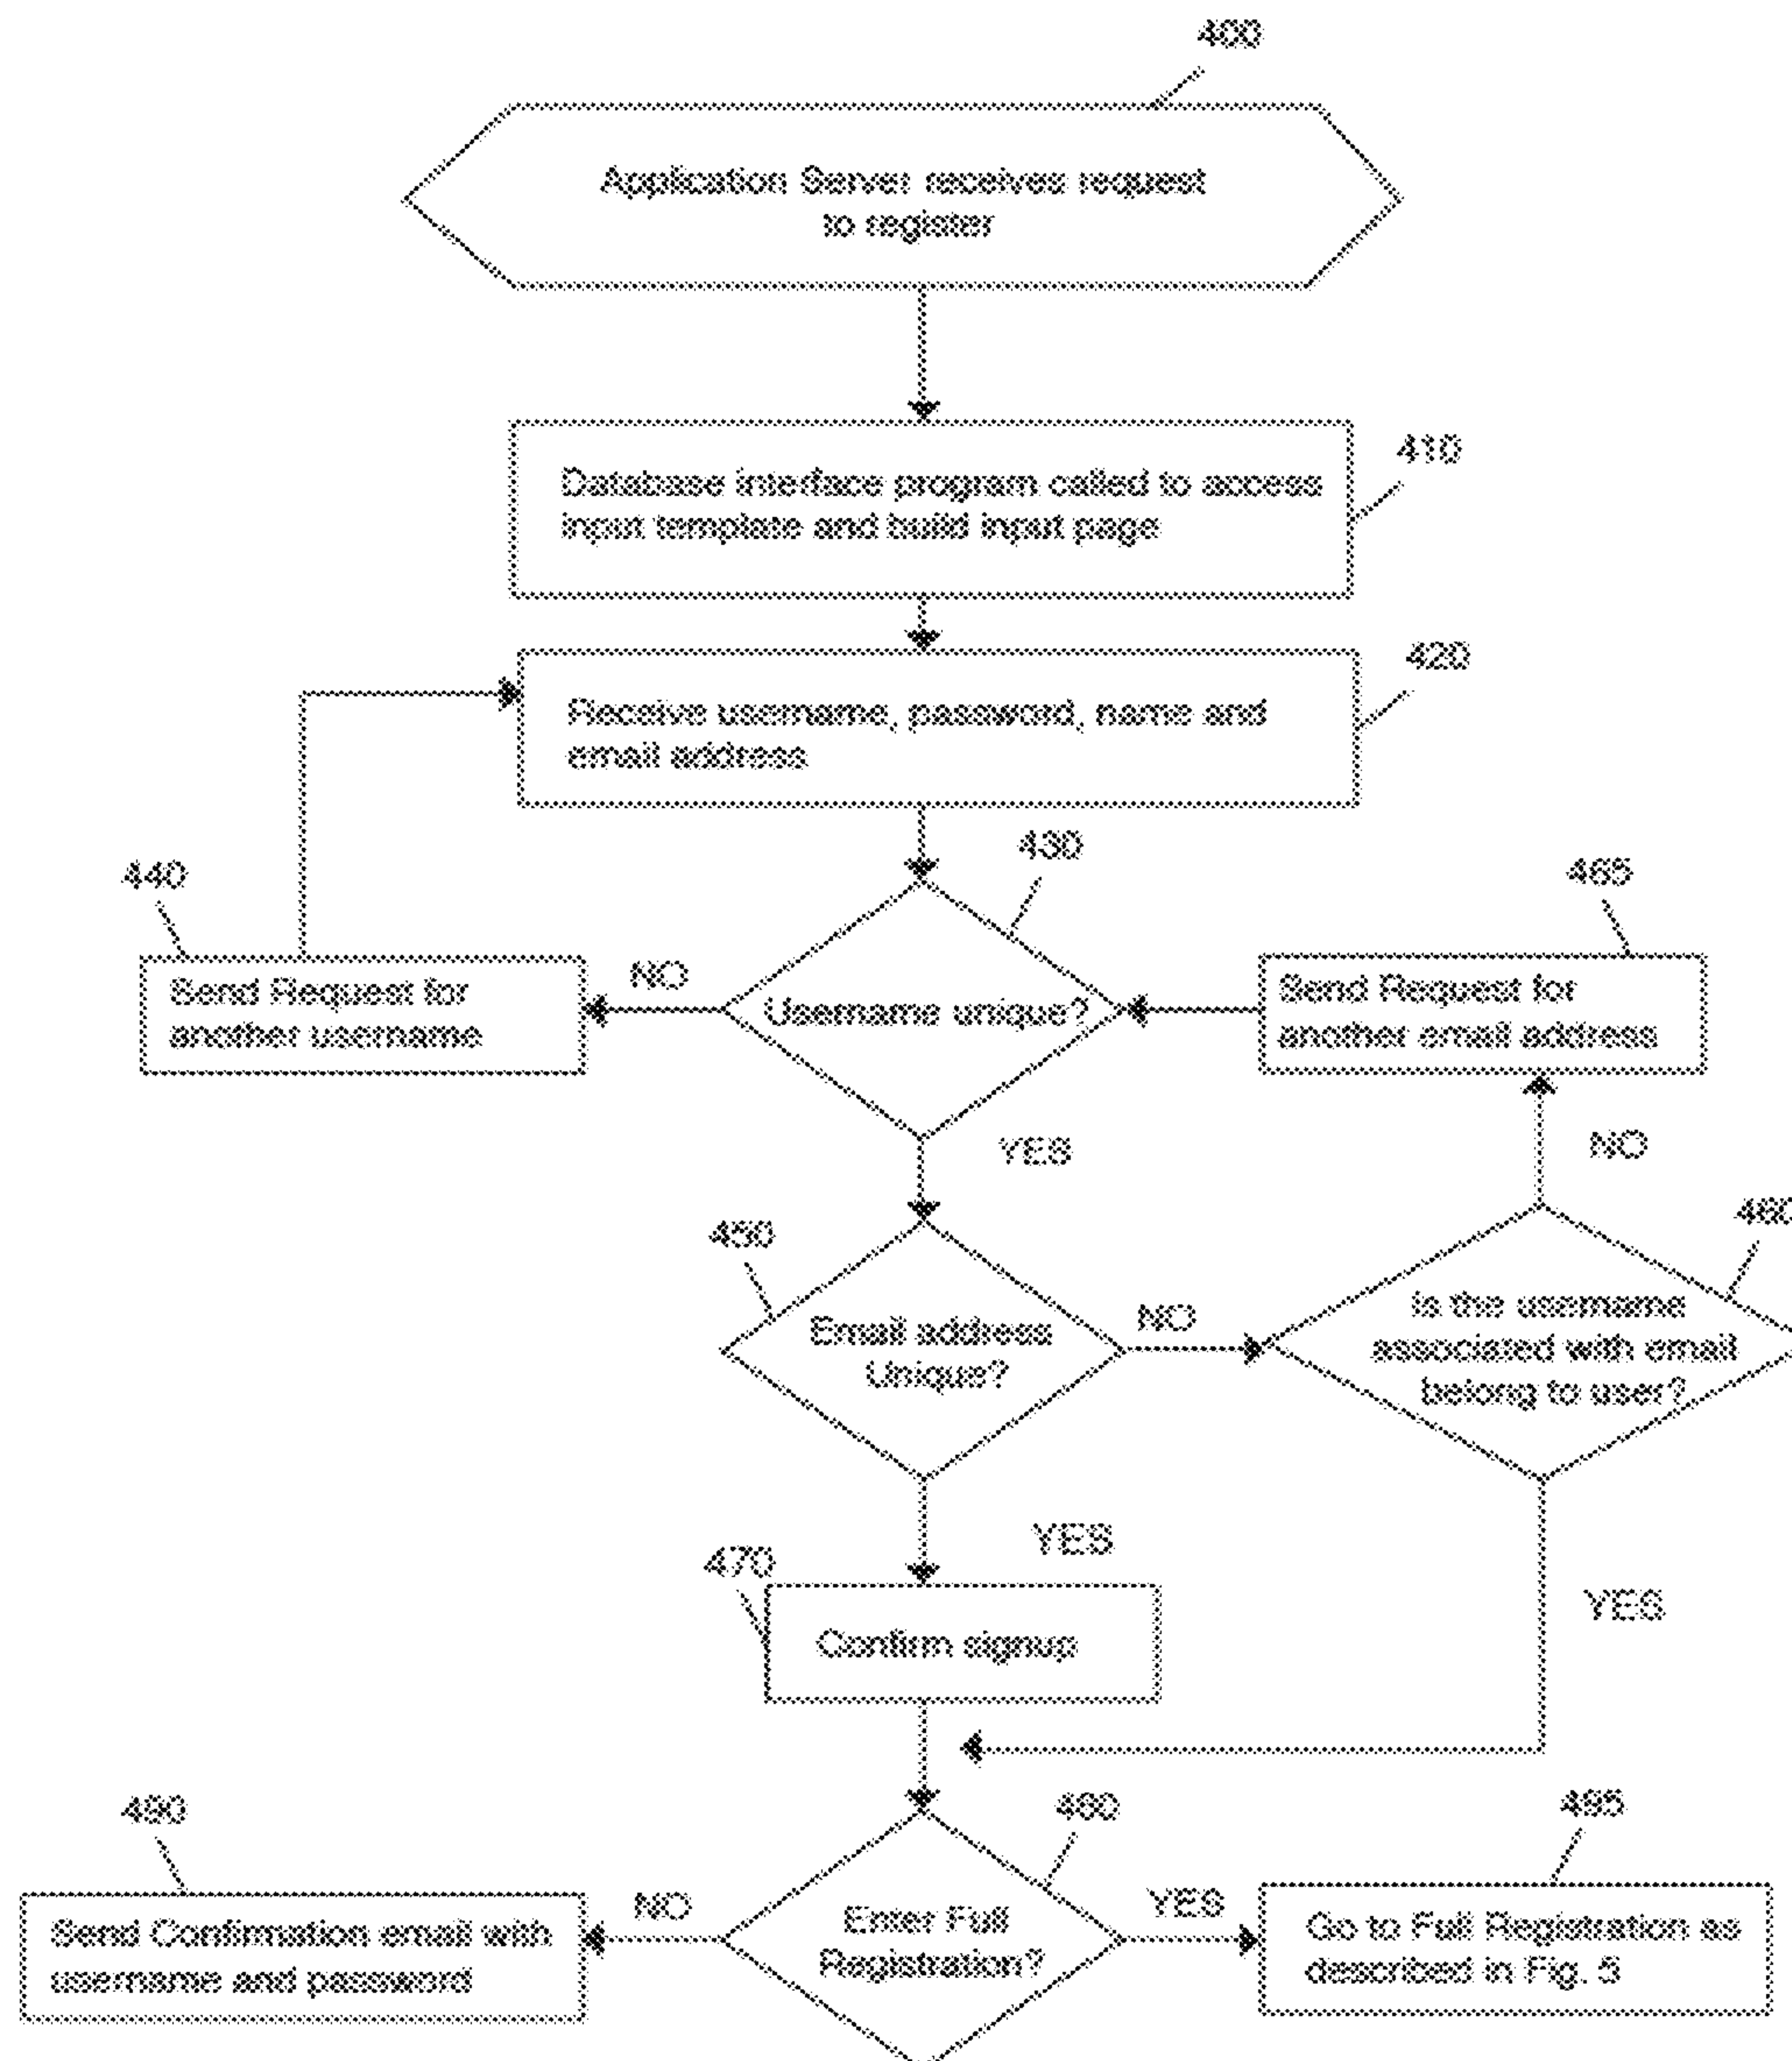 400
Application Server receives request
to register
410
Database interface program called to access
input template and build input page
420
Receive username, password, name and
email address
430
440
465
Send Request for
another username
NO
Username unique?
Send Request for
another email address
YES
NO
450
460
Email address
Unique?
NO
Is the username
associated with email
belong to user?
YES
470
YES
Confirm signup
490
480
495
Send Confirmation email with
username and password
NO
Enter Full
Registration?
YES
Go to Full Registration as
described in Fig. 5